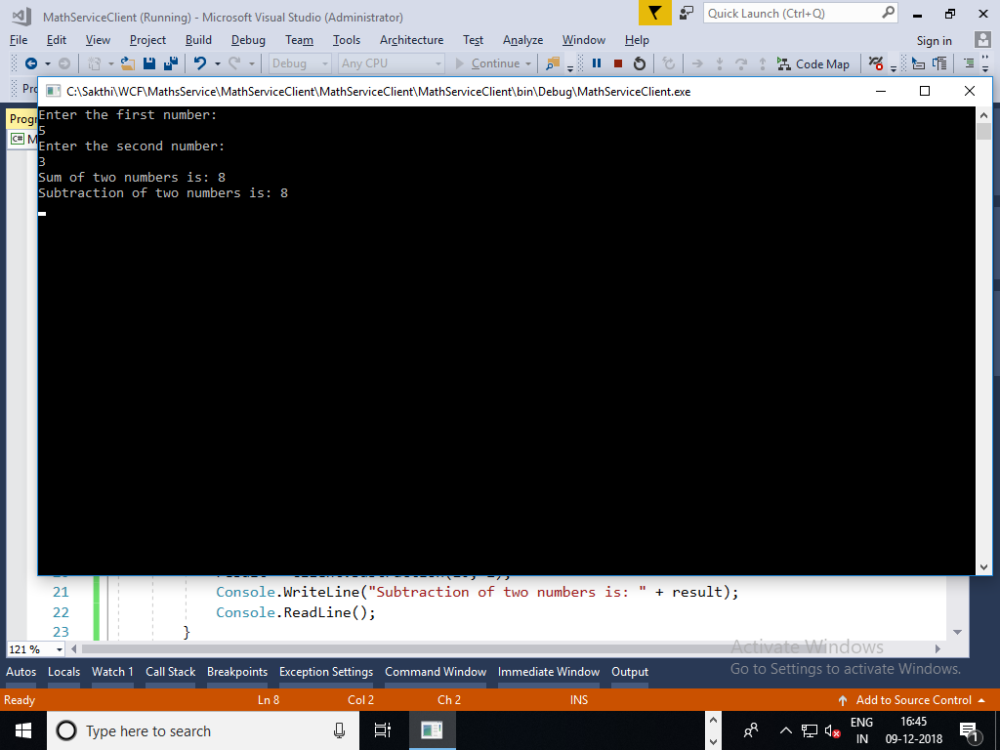 MathServiceClient (Running) - Microsoft Visual Studio (Administrator)
Quick Launch (Ctrl+Q)
File Edit View Project Build Debug Team Tools Architecture Test Analyze Window Help
Sign in
Debug Any CPU Continue Code Map
C:\Sakthi\WCF\MathsService\MathServiceClient\MathServiceClient\MathServiceClient\bin\Debug\MathServiceClient.exe
Enter the first number:
5
Enter the second number:
3
Sum of two numbers is: 8
Subtraction of two numbers is: 8
21 Console.WriteLine("Subtraction of two numbers is: " + result);
22 Console.ReadLine();
23 }
121 %
Activate Windows
Go to Settings to activate Windows.
Autos Locals Watch 1 Call Stack Breakpoints Exception Settings Command Window Immediate Window Output
Ready Ln 8 Col 2 Ch 2 INS Add to Source Control
Type here to search
ENG
IN
16:45
09-12-2018
1